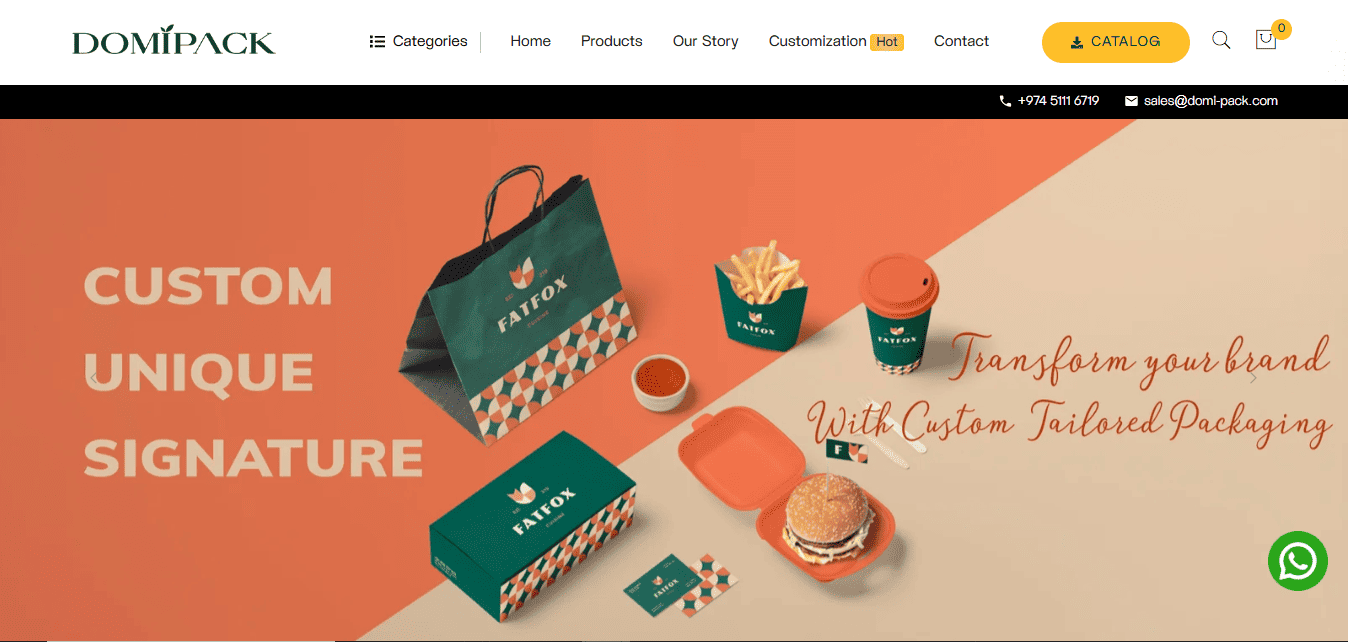 DOMIPACK
Categories
Home
Products
Our Story
Customization Hot
Contact
CATALOG
0
+974 5111 6719
sales@domi-pack.com
CUSTOM
UNIQUE
SIGNATURE
FATFOX
FATFOX
FATFOX
Transform your brand
With Custom Tailored Packaging
F
FATFOX
FATFOX